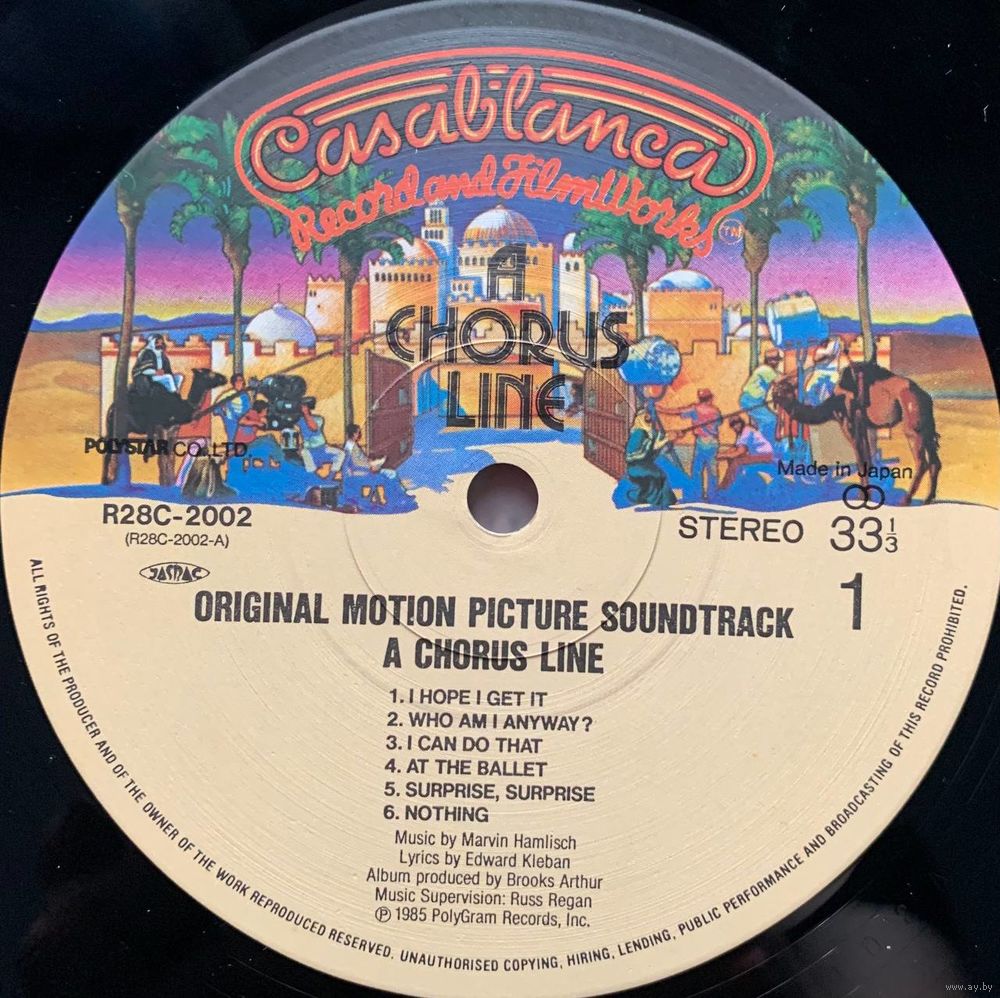 Casablanca
Record and FilmWorks TM
A
CHORUS
LINE
POLYSTAR CO., LTD.
Made in Japan
R28C-2002
(R28C-2002-A)
JASRAC
STEREO 33 1/3
1
ORIGINAL MOTION PICTURE SOUNDTRACK
A CHORUS LINE
1. I HOPE I GET IT
2. WHO AM I ANYWAY?
3. I CAN DO THAT
4. AT THE BALLET
5. SURPRISE, SURPRISE
6. NOTHING
Music by Marvin Hamlisch
Lyrics by Edward Kleban
Album produced by Brooks Arthur
Music Supervision: Russ Regan
Ⓟ 1985 PolyGram Records, Inc.
ALL RIGHTS OF THE PRODUCER AND OF THE OWNER OF THE WORK REPRODUCED RESERVED. UNAUTHORISED COPYING, HIRING, LENDING, PUBLIC PERFORMANCE AND BROADCASTING OF THIS RECORD PROHIBITED.
www.ay.by